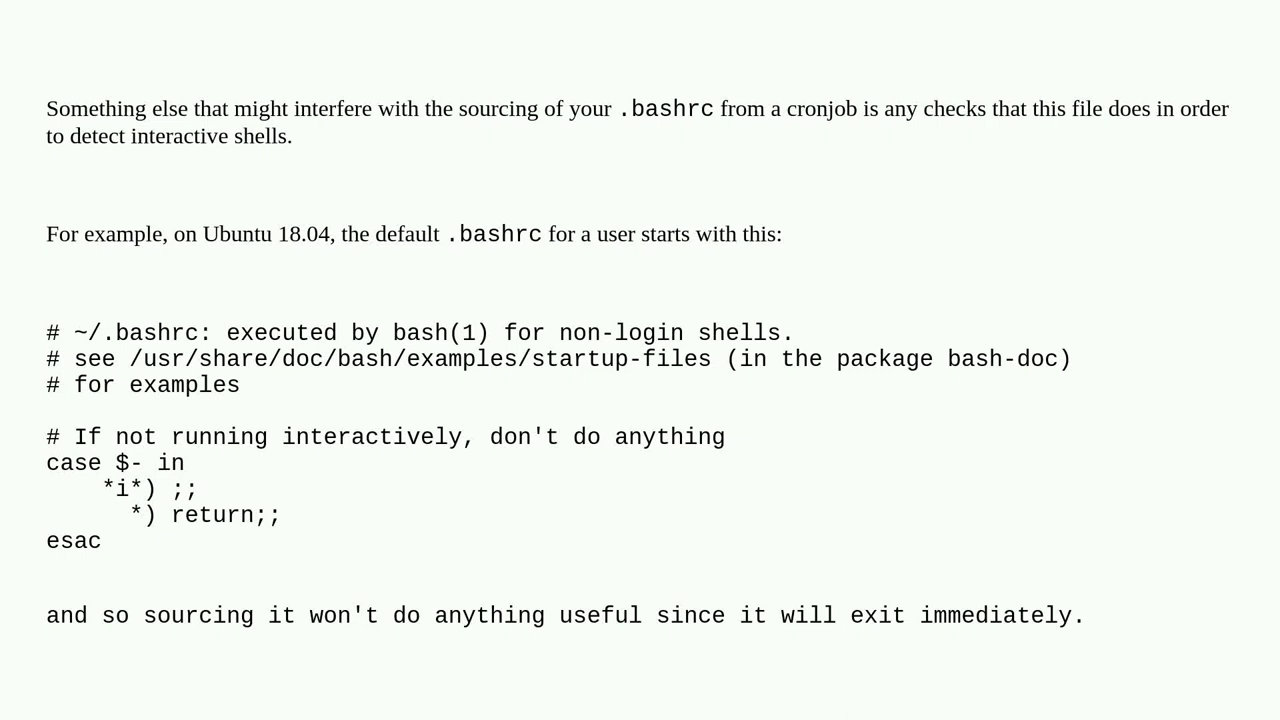 Something else that might interfere with the sourcing of your .bashrc from a cronjob is any checks that this file does in order
to detect interactive shells.
For example, on Ubuntu 18.04, the default .bashrc for a user starts with this:
# ~/.bashrc: executed by bash(1) for non-login shells.
# see /usr/share/doc/bash/examples/startup-files (in the package bash-doc)
# for examples
# If not running interactively, don't do anything
case $- in
    *i*) ;;
      *) return;;
esac
and so sourcing it won't do anything useful since it will exit immediately.